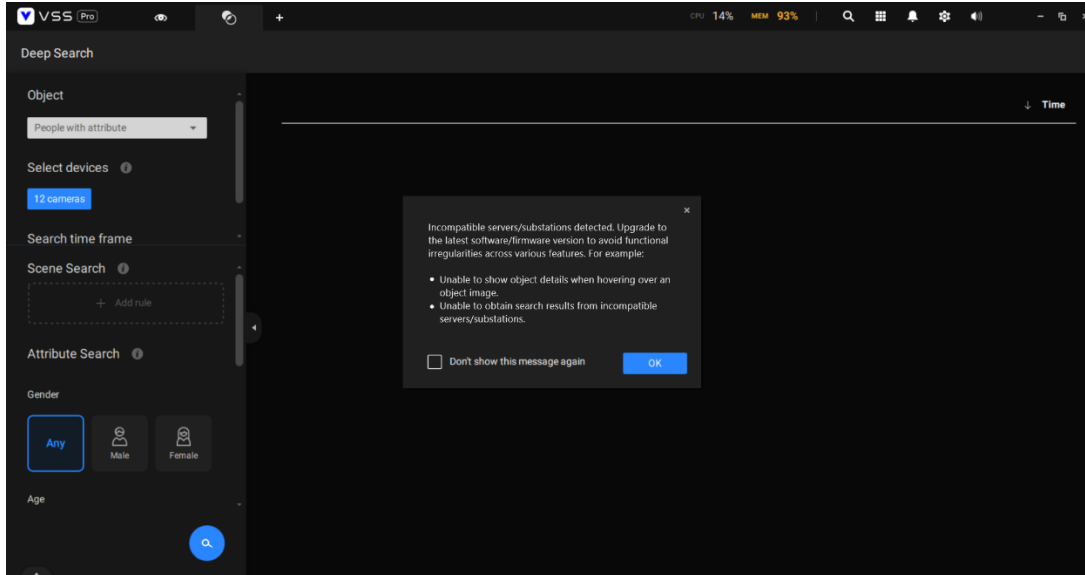 VSS Pro
+
CPU 14% MEM 93%
Deep Search
Object
People with attribute
Select devices
12 cameras
Search time frame
Scene Search
+ Add rule
Attribute Search
Gender
Any
Male
Female
Age
↓ Time
Incompatible servers/substations detected. Upgrade to
the latest software/firmware version to avoid functional
irregularities across various features. For example:
• Unable to show object details when hovering over an
object image.
• Unable to obtain search results from incompatible
servers/substations.
Don't show this message again
OK